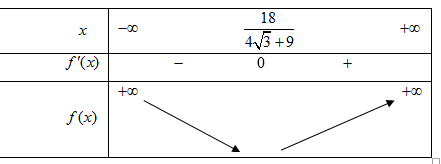 x −∞ 18/(4√3+9) +∞
f'(x) − 0 +
+∞ +∞
f(x)